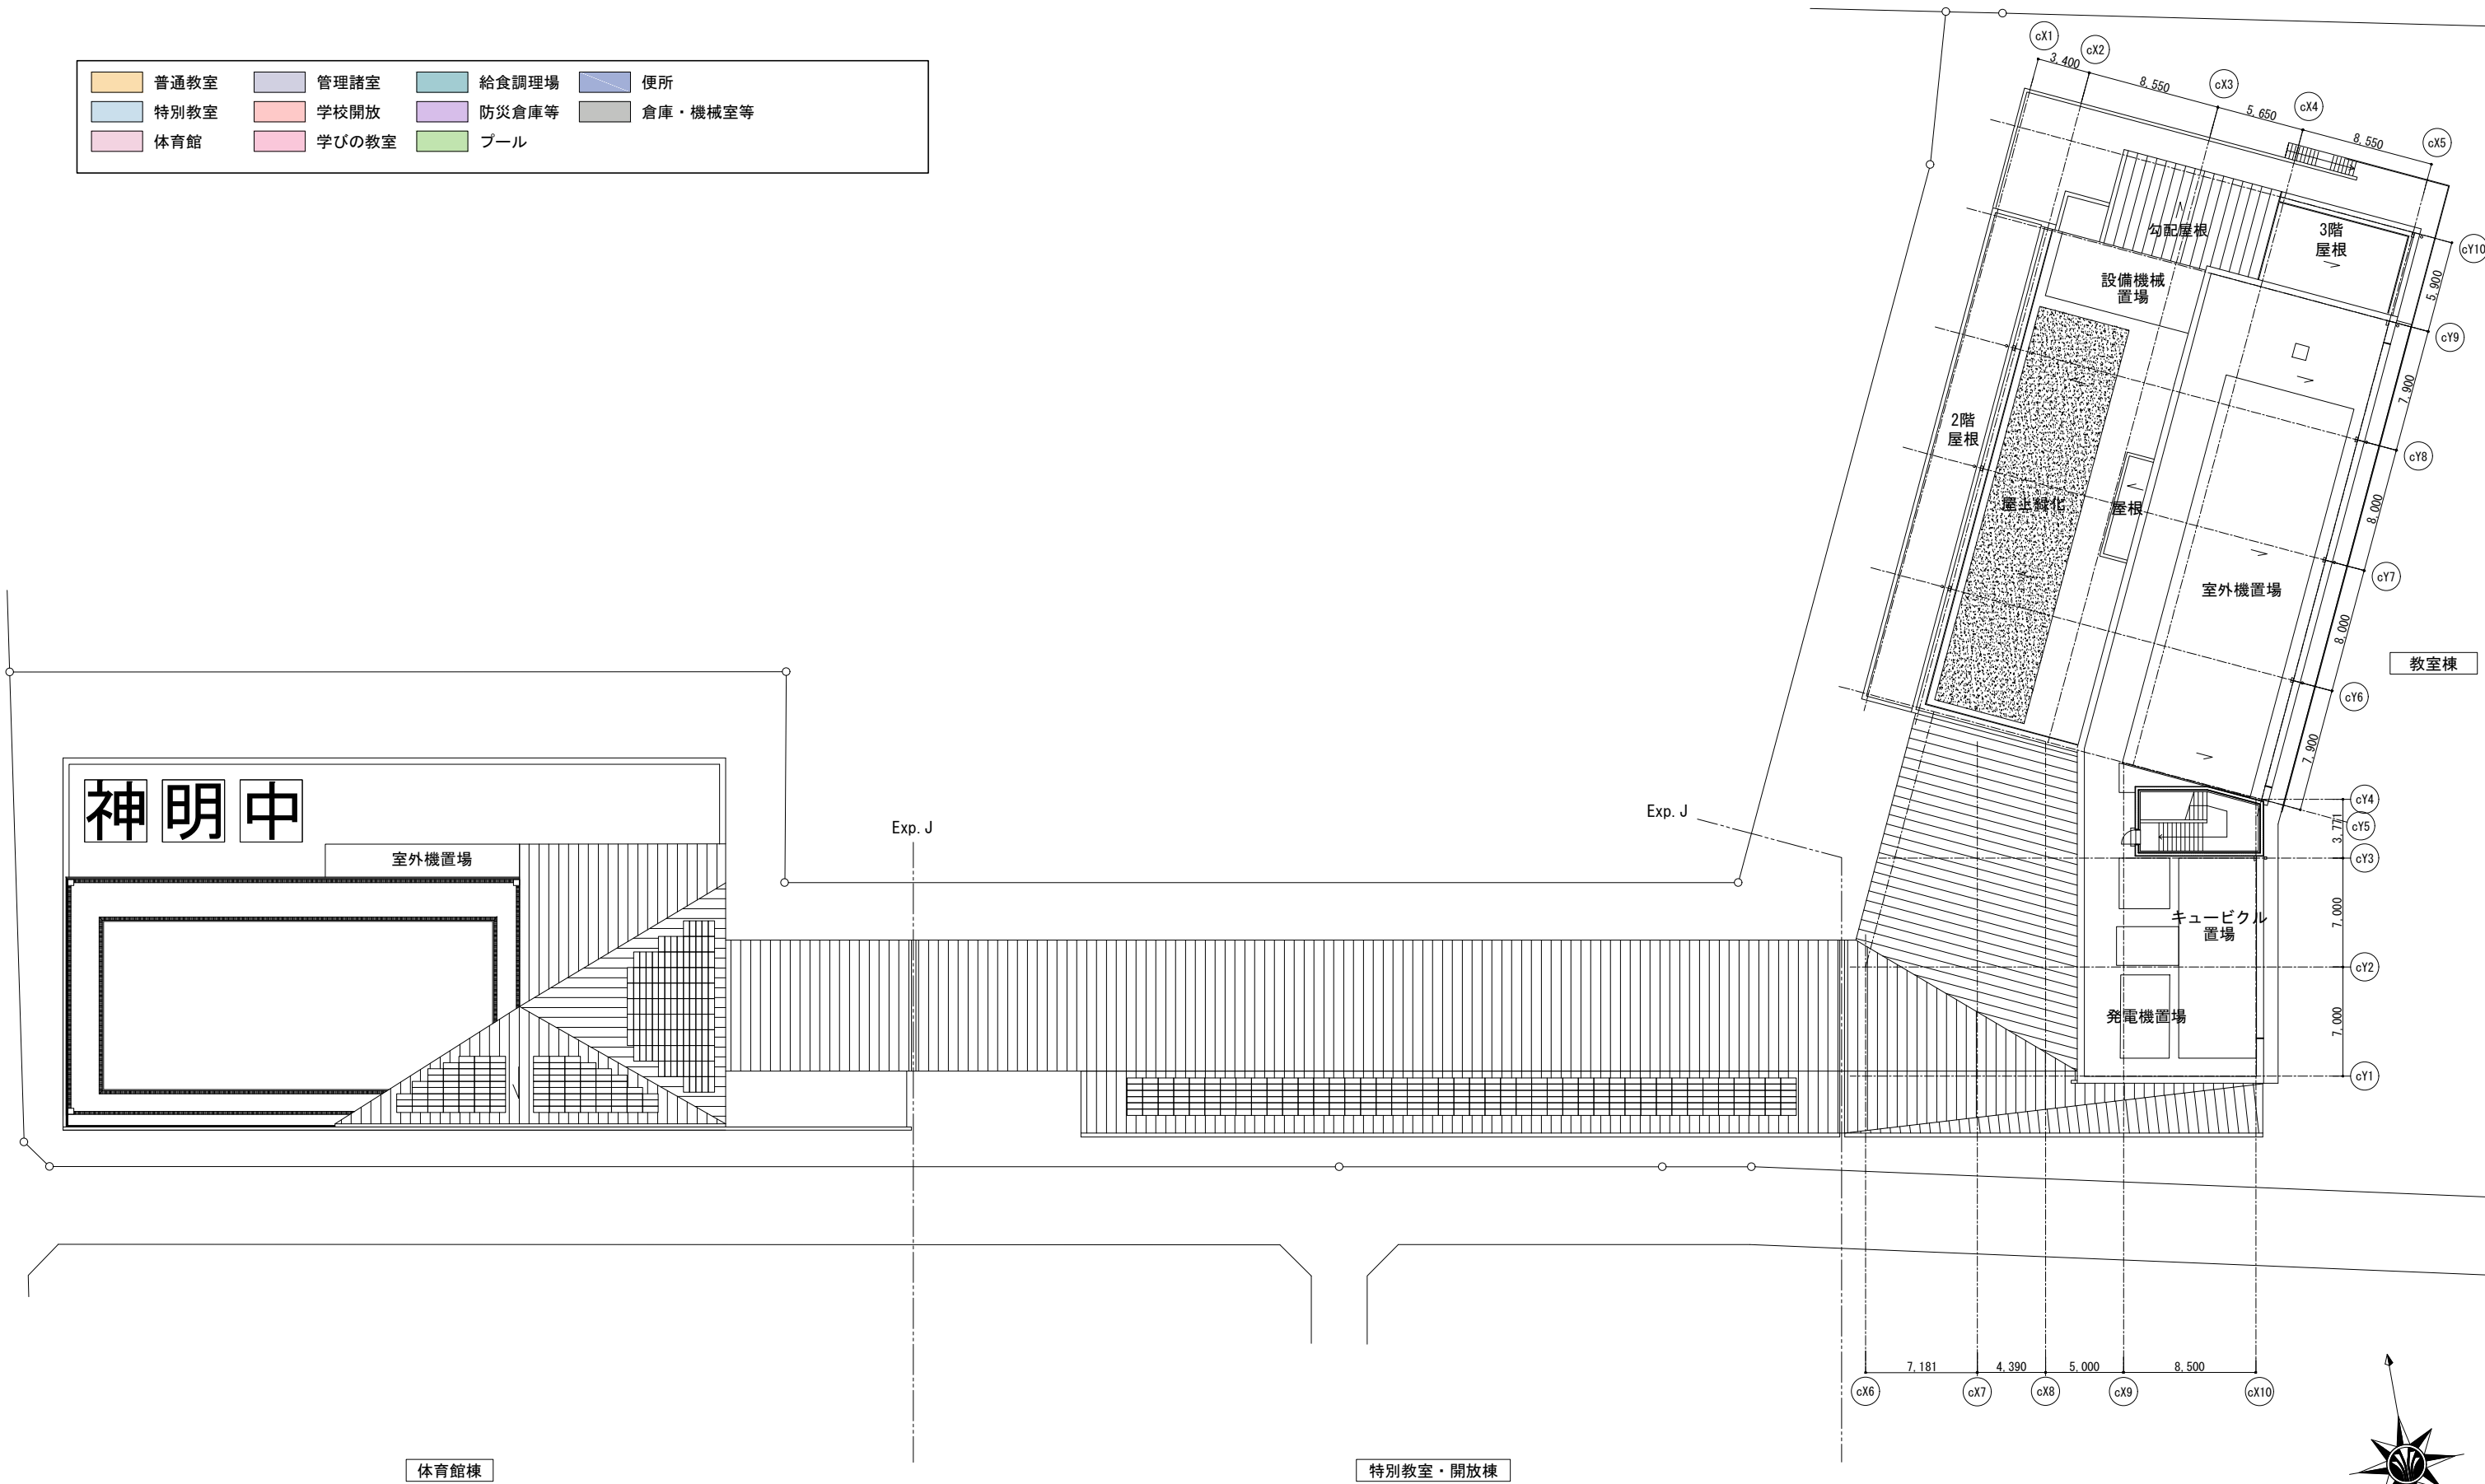 普通教室 管理諸室 給食調理場 便所
特別教室 学校開放 防災倉庫等 倉庫・機械室等
体育館 学びの教室 プール
cX1
cX2
cX3
cX4
cX5
3,400
8,550
5,650
8,550
cY10
5,900
cY9
7,900
cY8
8,000
cY7
8,000
cY6
7,900
勾配屋根
3階
屋根
設備機械
置場
2階
屋根
屋上緑化
屋根
室外機置場
教室棟
神明中
室外機置場
Exp. J
Exp. J
cY4
3,771
cY5
cY3
7,000
cY2
7,000
cY1
キュービクル
置場
発電機置場
7,181
4,390
5,000
8,500
cX6
cX7
cX8
cX9
cX10
体育館棟
特別教室・開放棟